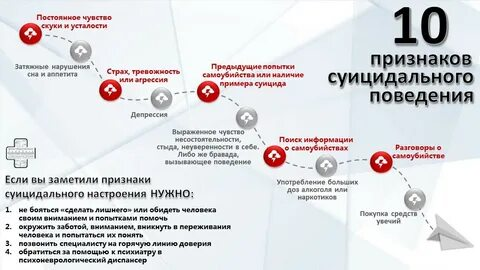 10
признаков
суицидального
поведения
Постоянное чувство
скуки и усталости
Затяжные нарушения
сна и аппетита
Страх, тревожность
или агрессия
Депрессия
Предыдущие попытки
самоубийства или наличие
примера суицида
Выраженное чувство
несостоятельности,
стыда, неуверенности в себе.
Либо же бравада,
вызывающее поведение
Поиск информации
о самоубийствах
Употребление больших
доз алкоголя или
наркотиков
Разговоры о
самоубийстве
Покупка средств
увечий
Если вы заметили признаки
суицидального настроения НУЖНО:
1. не бояться «сделать лишнего» или обидеть человека
своим вниманием и попытками помочь
2. окружить заботой, вниманием, вникнуть в переживания
человека и попытаться их понять
3. позвонить специалисту на горячую линию доверия
4. обратиться за помощью к психиатру в
психоневрологический диспансер